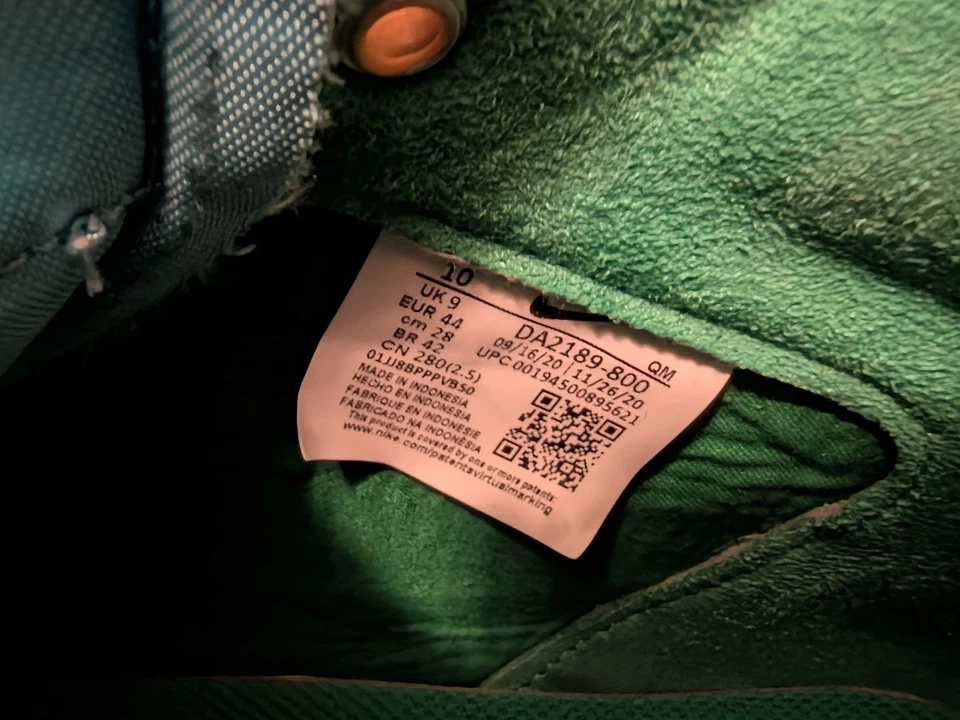 10
UK 9
EUR 44
cm 28
BR 42
CN 280(2.5)
01JJ8BPPPVBS0
MADE IN INDONESIA
HECHO EN INDONESIA
FABRIQUE EN INDONESIE
FABRICADO NA INDONÉSIA
This product is covered by one or more patents:
www.nike.com/patentsvirtualmarking
QM
DA2189-800
09/16/20 | 11/26/20
UPC 00194500895621